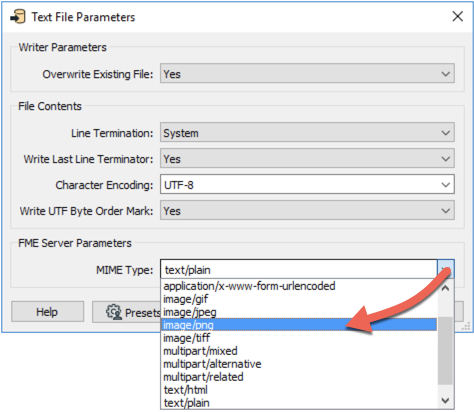 Text File Parameters
Writer Parameters
Overwrite Existing File: Yes
File Contents
Line Termination: System
Write Last Line Terminator: Yes
Character Encoding: UTF-8
Write UTF Byte Order Mark: Yes
FME Server Parameters
MIME Type: text/plain
application/x-www-form-urlencoded
image/gif
image/jpeg
image/png
image/tiff
multipart/mixed
multipart/alternative
multipart/related
text/html
text/plain
Help Presets